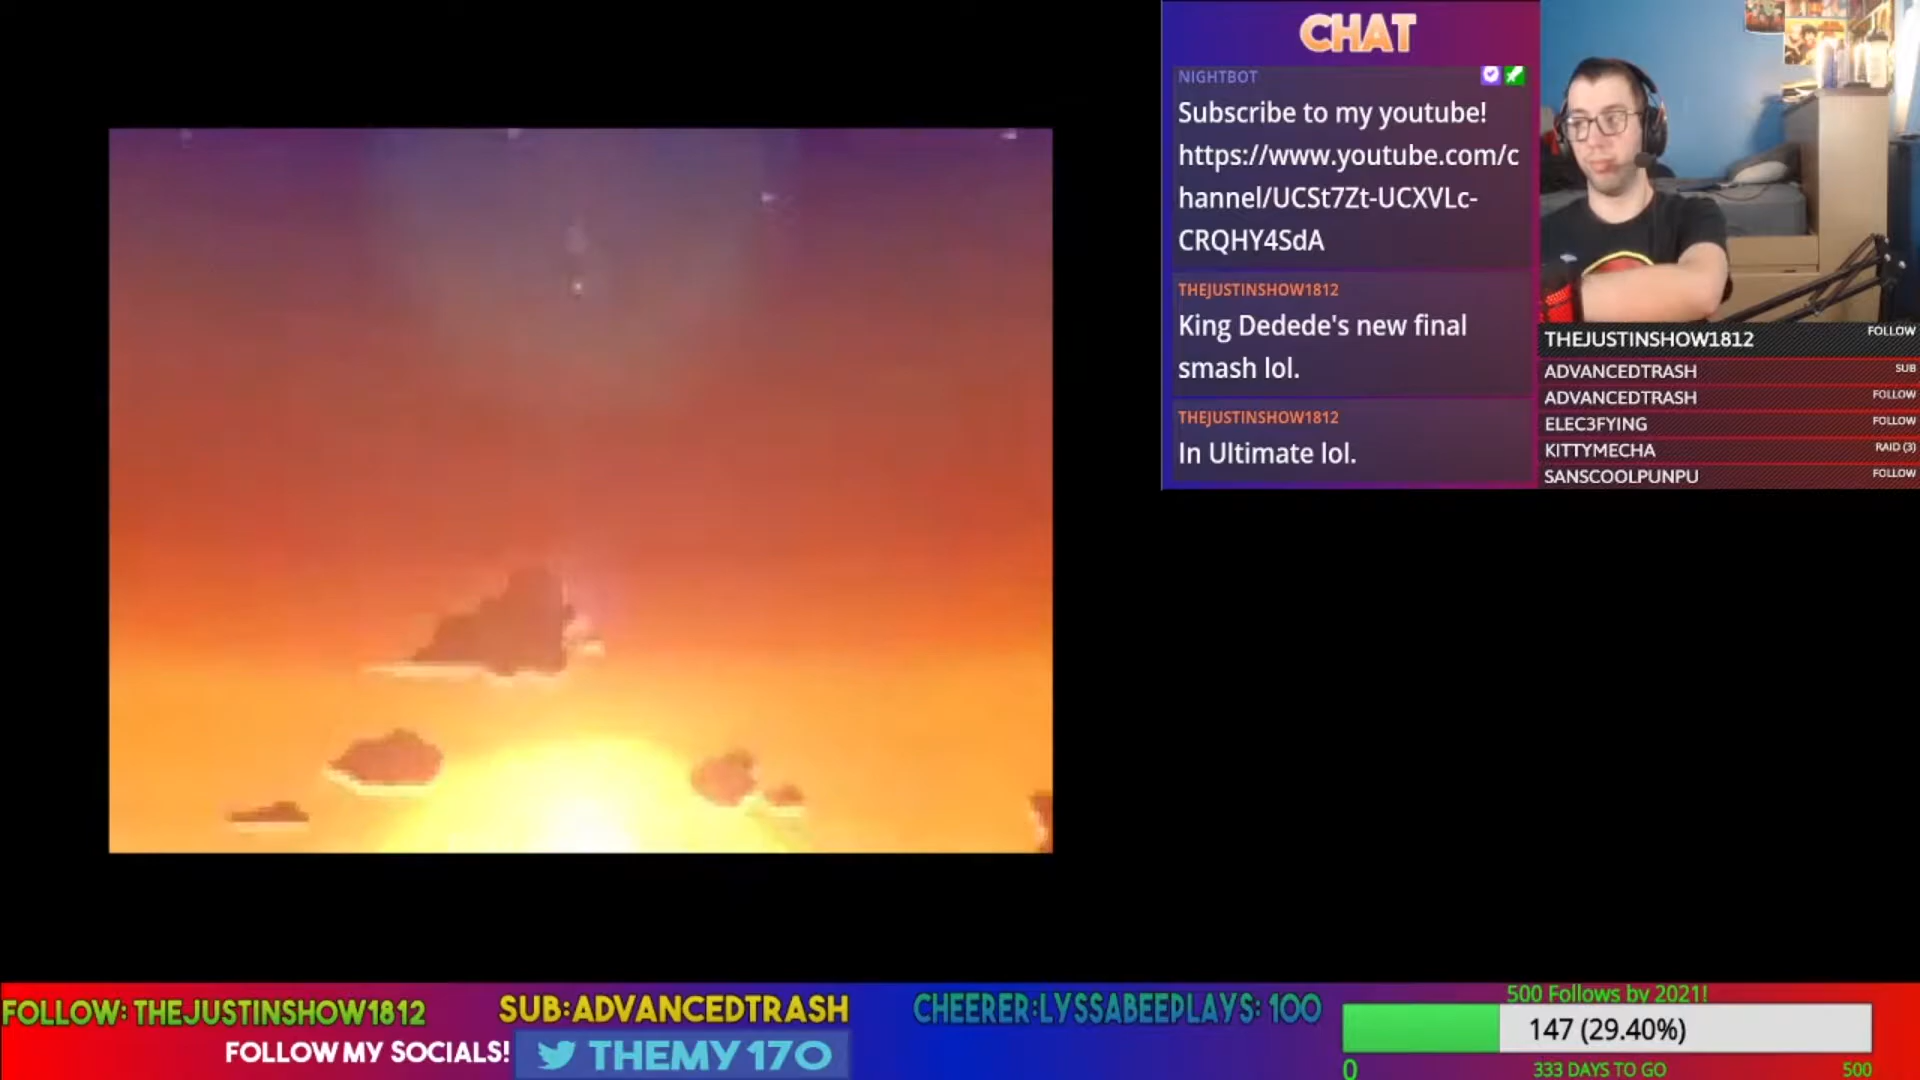 CHAT
NIGHTBOT
Subscribe to my youtube!
https://www.youtube.com/c
hannel/UCSt7Zt-UCXVLc-
CRQHY4SdA
THEJUSTINSHOW1812
King Dedede's new final
smash lol.
THEJUSTINSHOW1812
In Ultimate lol.
THEJUSTINSHOW1812 FOLLOW
ADVANCEDTRASH SUB
ADVANCEDTRASH FOLLOW
ELEC3FYING FOLLOW
KITTYMECHA RAID (3)
SANSCOOLPUNPU FOLLOW
FOLLOW: THEJUSTINSHOW1812
SUB:ADVANCEDTRASH
CHEERER:LYSSABEEPLAYS: 100
FOLLOW MY SOCIALS!
THEMY170
500 Follows by 2021!
147 (29.40%)
0 333 DAYS TO GO 500